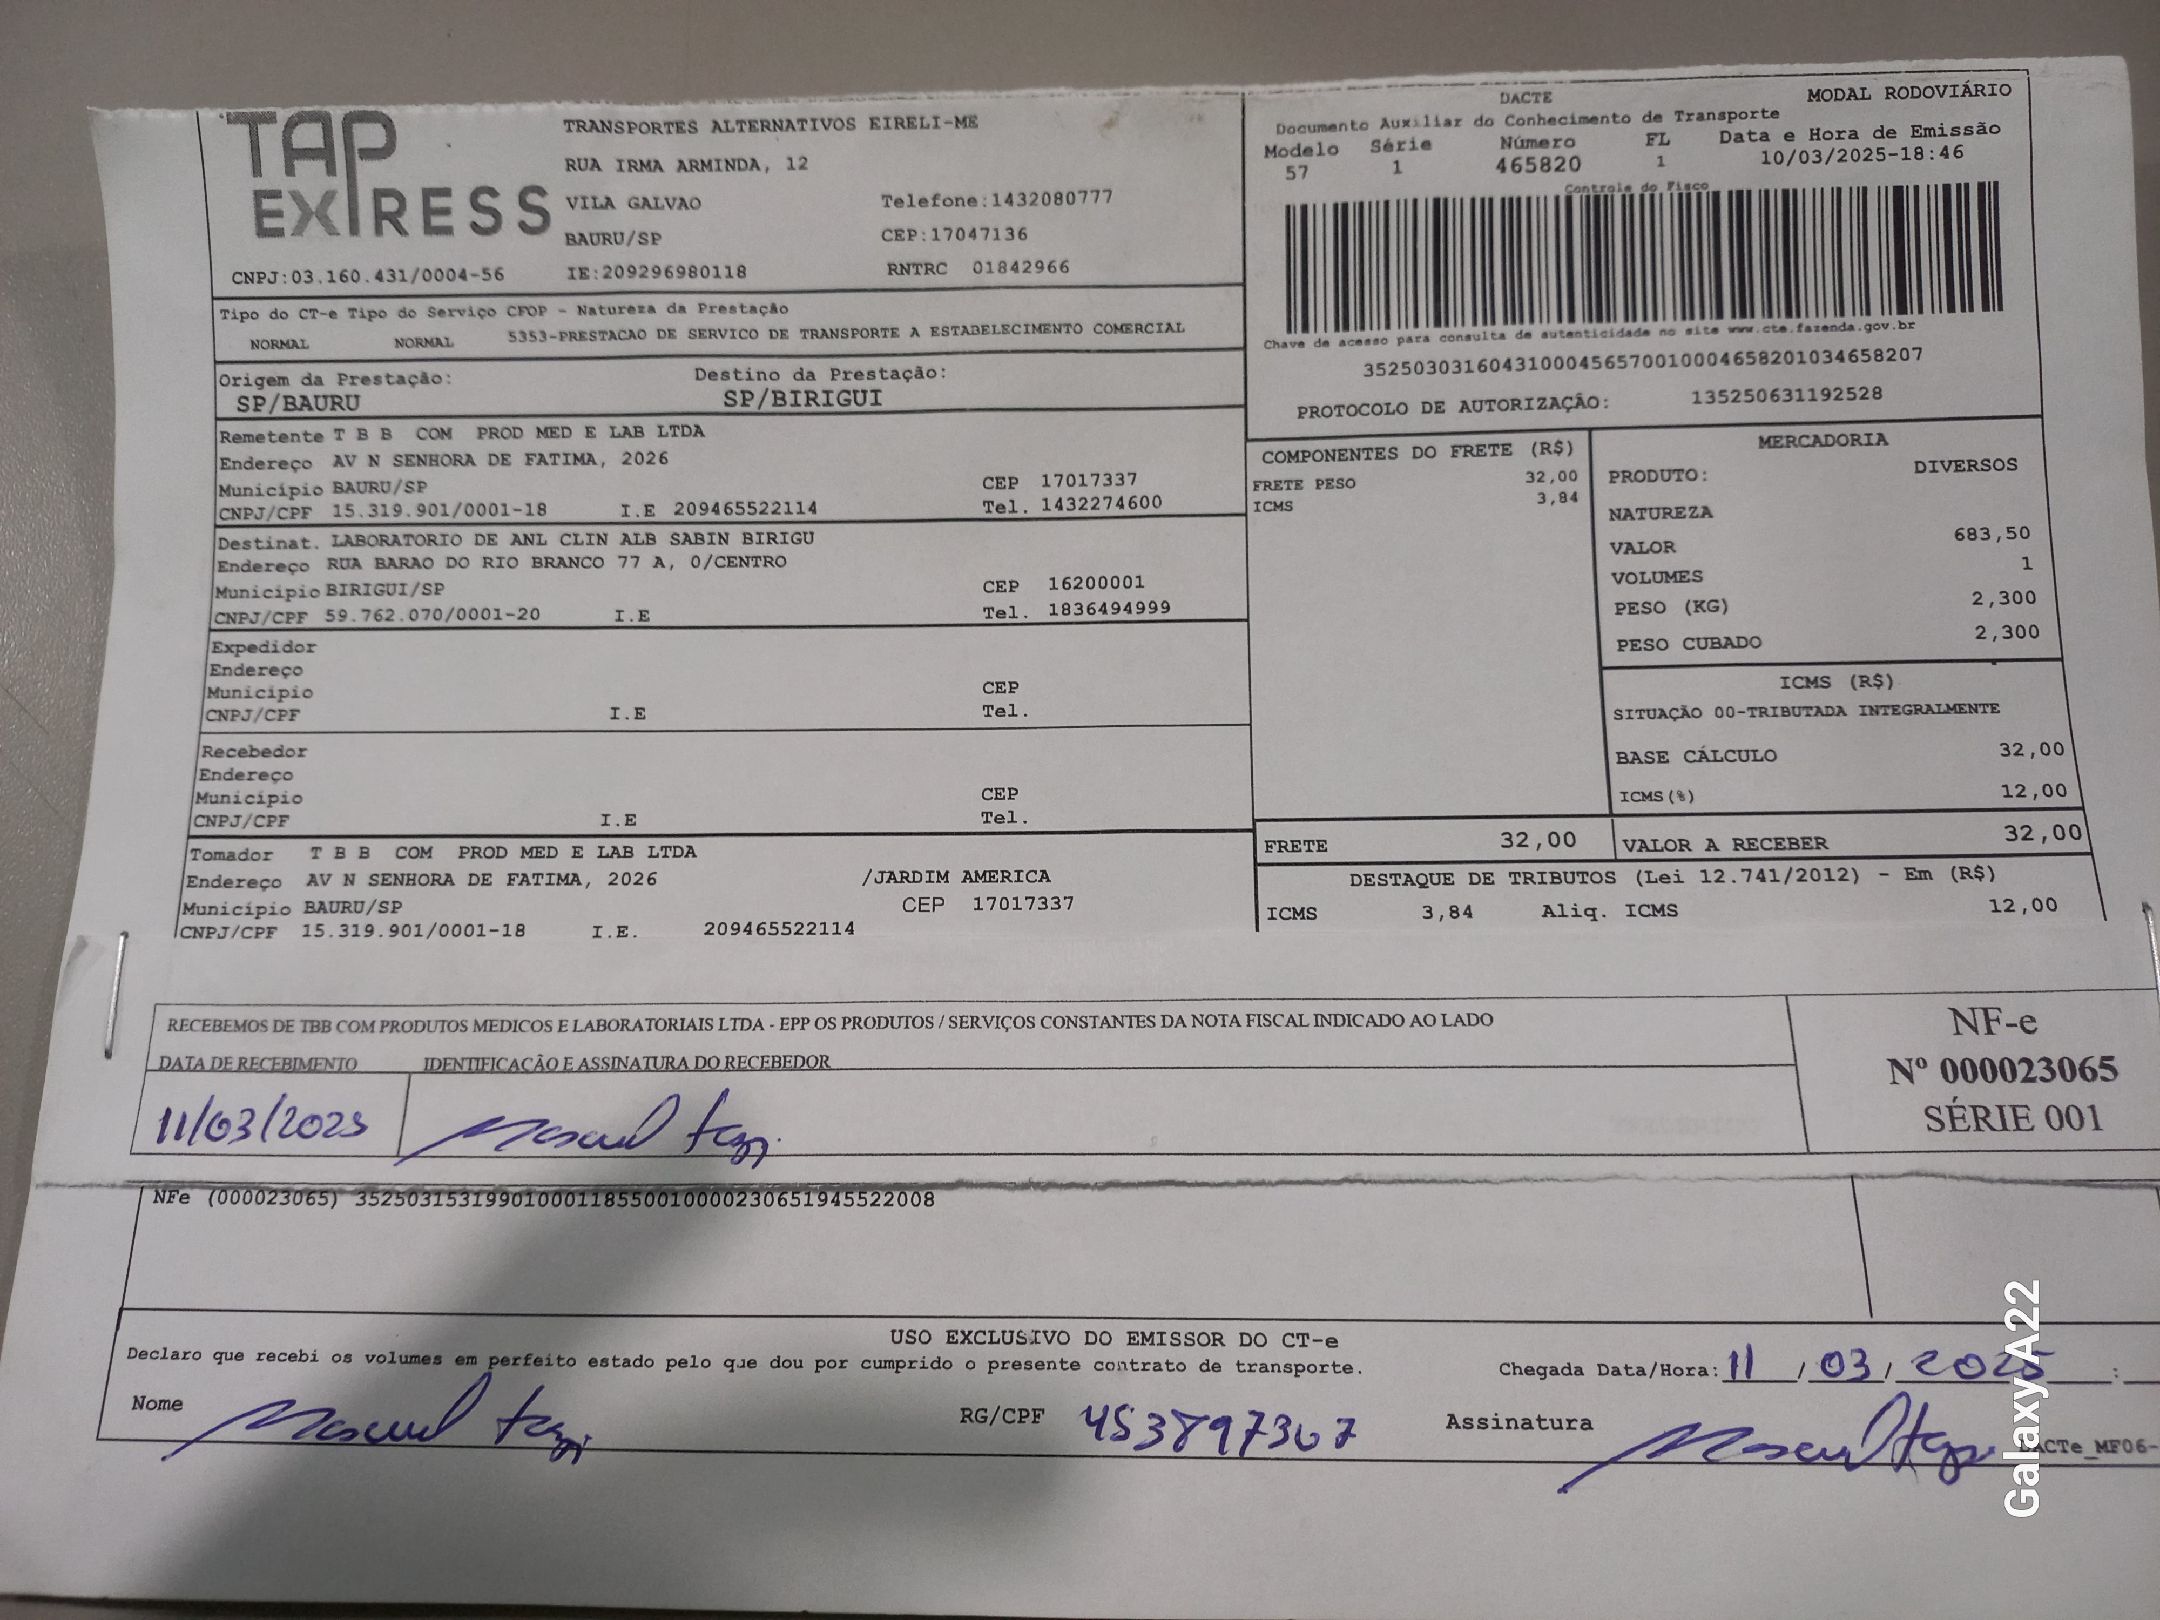 TAP EXPRESS
TRANSPORTES ALTERNATIVOS EIRELI-ME
RUA IRMA ARMINDA, 12
VILA GALVAO Telefone:1432080777
BAURU/SP CEP:17047136
CNPJ:03.160.431/0004-56 IE:209296980118 RNTRC 01842966
DACTE MODAL RODOVIÁRIO
Documento Auxiliar do Conhecimento de Transporte
Modelo Série Número FL Data e Hora de Emissão
57 1 465820 1 10/03/2025-18:46
Controle do Fisco
Chave de acesso para consulta de autenticidade no site www.cte.fazenda.gov.br
35250303160431000456570010004658201034658207
PROTOCOLO DE AUTORIZAÇÃO: 135250631192528
Tipo do CT-e Tipo do Serviço CFOP - Natureza da Prestação
NORMAL NORMAL 5353-PRESTACAO DE SERVICO DE TRANSPORTE A ESTABELECIMENTO COMERCIAL
Origem da Prestação: Destino da Prestação:
SP/BAURU SP/BIRIGUI
Remetente T B B COM PROD MED E LAB LTDA
Endereço AV N SENHORA DE FATIMA, 2026
Município BAURU/SP CEP 17017337
CNPJ/CPF 15.319.901/0001-18 I.E 209465522114 Tel. 1432274600
Destinat. LABORATORIO DE ANL CLIN ALB SABIN BIRIGU
Endereço RUA BARAO DO RIO BRANCO 77 A, 0/CENTRO
Município BIRIGUI/SP CEP 16200001
CNPJ/CPF 59.762.070/0001-20 I.E Tel. 1836494999
Expedidor
Endereço
Município CEP
CNPJ/CPF I.E Tel.
Recebedor
Endereço
Município CEP
CNPJ/CPF I.E Tel.
Tomador T B B COM PROD MED E LAB LTDA
Endereço AV N SENHORA DE FATIMA, 2026 /JARDIM AMERICA
Município BAURU/SP CEP 17017337
CNPJ/CPF 15.319.901/0001-18 I.E. 209465522114
COMPONENTES DO FRETE (R$)
FRETE PESO 32,00
ICMS 3,84
MERCADORIA
PRODUTO: DIVERSOS
NATUREZA
VALOR 683,50
VOLUMES 1
PESO (KG) 2,300
PESO CUBADO 2,300
ICMS (R$)
SITUAÇÃO 00-TRIBUTADA INTEGRALMENTE
BASE CÁLCULO 32,00
ICMS(%) 12,00
FRETE 32,00 VALOR A RECEBER 32,00
DESTAQUE DE TRIBUTOS (Lei 12.741/2012) - Em (R$)
ICMS 3,84 Aliq. ICMS 12,00
RECEBEMOS DE TBB COM PRODUTOS MEDICOS E LABORATORIAIS LTDA - EPP OS PRODUTOS / SERVIÇOS CONSTANTES DA NOTA FISCAL INDICADO AO LADO
DATA DE RECEBIMENTO IDENTIFICAÇÃO E ASSINATURA DO RECEBEDOR
11/03/2025
NF-e
Nº 000023065
SÉRIE 001
NFe (000023065) 35250315319901000118550010000230651945522008
USO EXCLUSIVO DO EMISSOR DO CT-e
Declaro que recebi os volumes em perfeito estado pelo que dou por cumprido o presente contrato de transporte.
Chegada Data/Hora: 11 / 03 / 2025 :
Nome RG/CPF 453897367 Assinatura
DACTe_MF06-
Galaxy A22